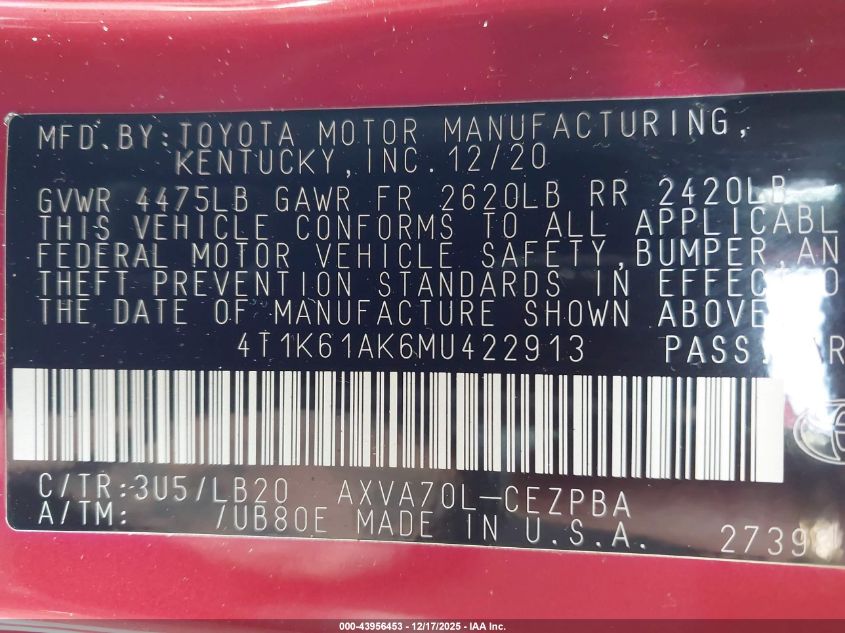 MFD.BY:TOYOTA MOTOR MANUFACTURING,
KENTUCKY,INC. 12/20
GVWR 4475LB GAWR FR 2620LB RR 2420LB
THIS VEHICLE CONFORMS TO ALL APPLICABL
FEDERAL MOTOR VEHICLE SAFETY,BUMPER,AN
THEFT PREVENTION STANDARDS IN EFFECT O
THE DATE OF MANUFACTURE SHOWN ABOVE.
4T1K61AK6MU422913 PASS.
C/TR:3U5/LB20 AXVA70L-CEZPBA
A/TM: /UB80E MADE IN U.S.A. 2739
000-43956453 - 12/17/2025 - IAA Inc.